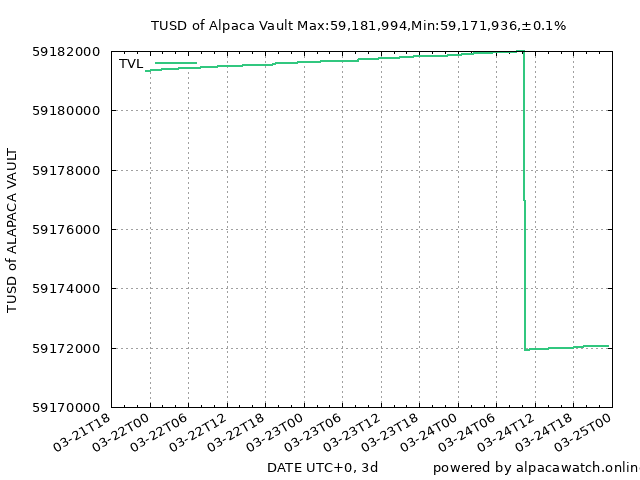 TUSD of Alpaca Vault Max:59,181,994,Min:59,171,936,±0.1%
TVL
59182000
59180000
59178000
59176000
59174000
59172000
59170000
TUSD of ALAPACA VAULT
03-21T18
03-22T00
03-22T06
03-22T12
03-22T18
03-23T00
03-23T06
03-23T12
03-23T18
03-24T00
03-24T06
03-24T12
03-24T18
03-25T00
DATE UTC+0, 3d
powered by alpacawatch.onlin